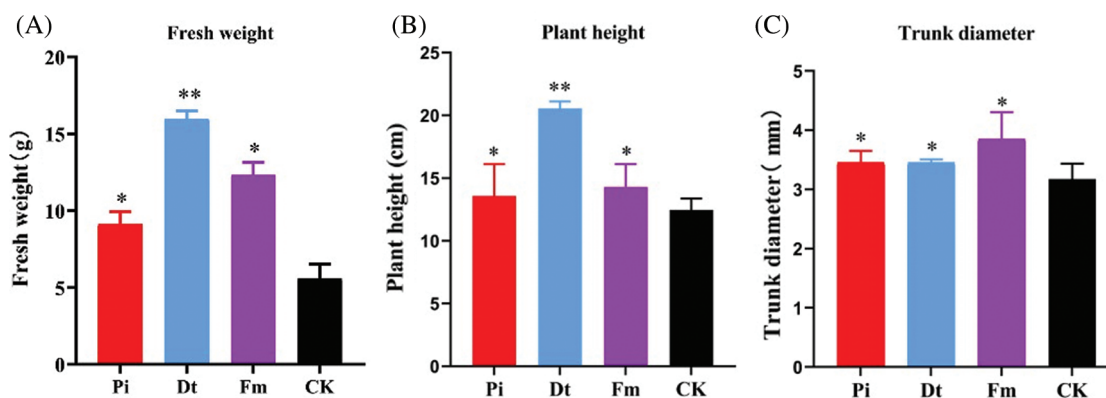 (A)
Fresh weight
Fresh weight(g)
20
15
10
5
0
*
**
*
Pi Dt Fm CK
(B)
Plant height
Plant height (cm)
25
20
15
10
5
0
*
**
*
Pi Dt Fm CK
(C)
Trunk diameter
Trunk diameter( mm)
5
4
3
2
1
0
*
*
*
Pi Dt Fm CK